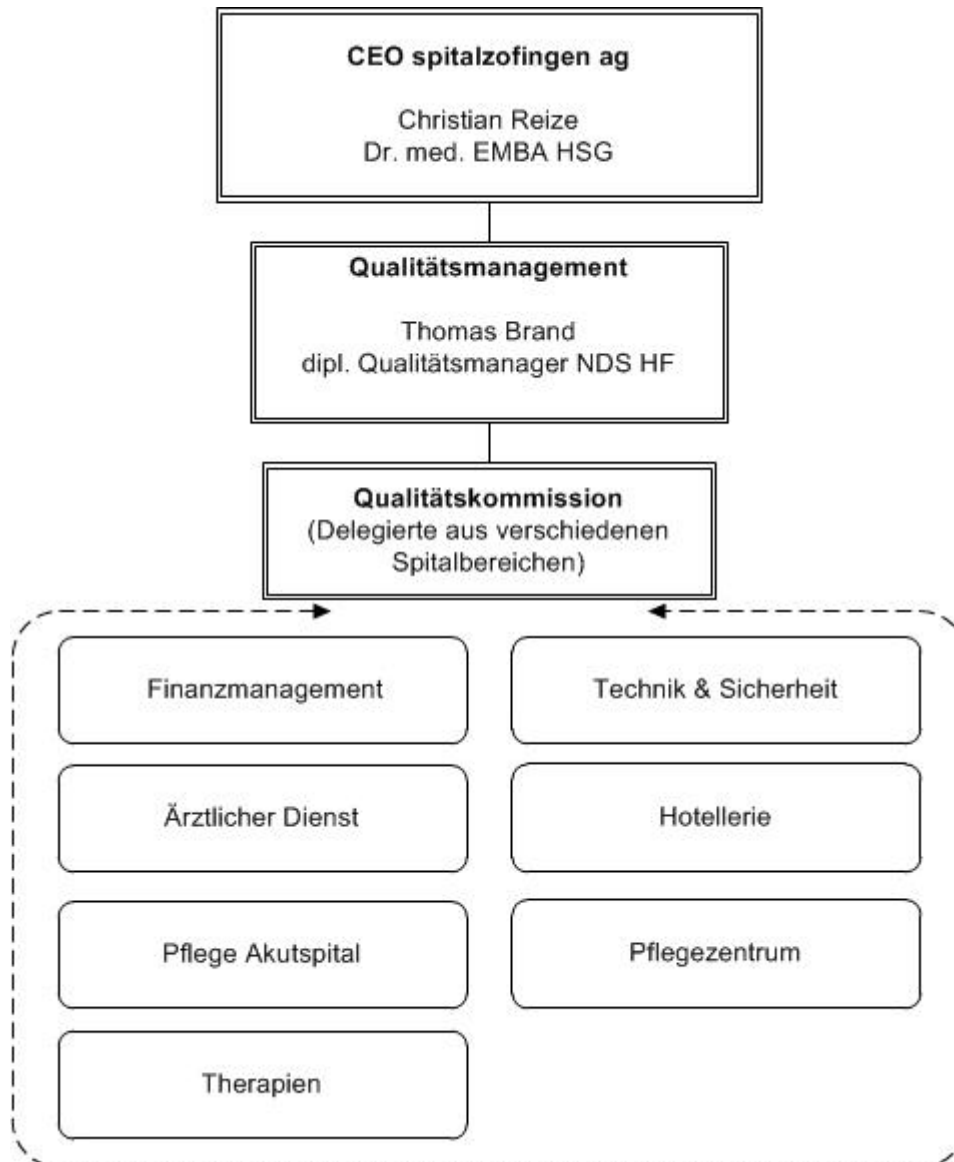 CEO spitalzofingen ag
Christian Reize
Dr. med. EMBA HSG
Qualitätsmanagement
Thomas Brand
dipl. Qualitätsmanager NDS HF
Qualitätskommission
(Delegierte aus verschiedenen
Spitalbereichen)
Finanzmanagement
Technik & Sicherheit
Ärztlicher Dienst
Hotellerie
Pflege Akutspital
Pflegezentrum
Therapien